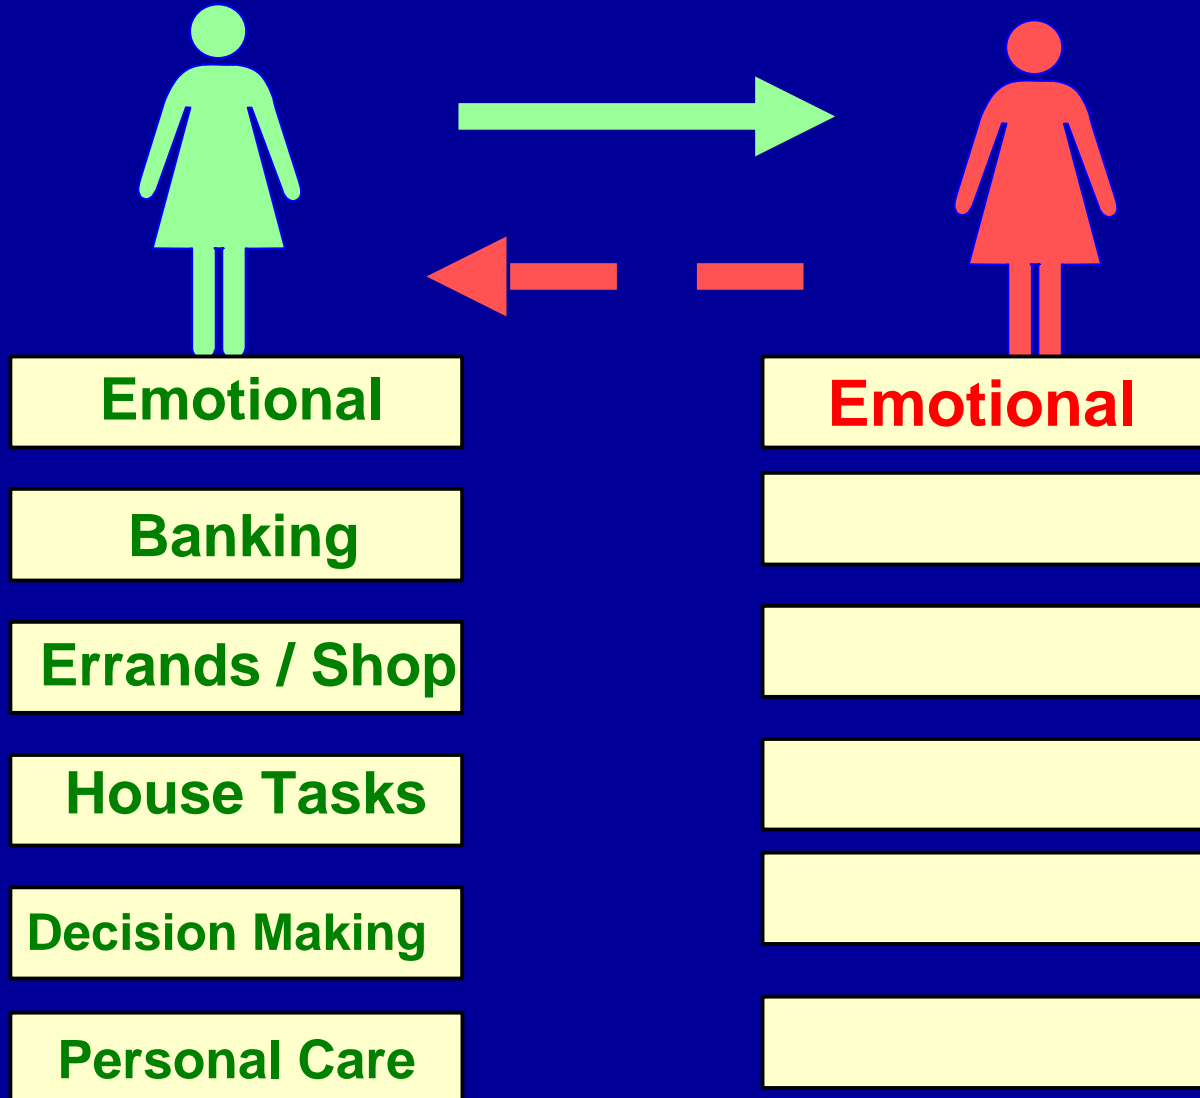 Emotional
Emotional
Banking
Errands / Shop
House Tasks
Decision Making
Personal Care